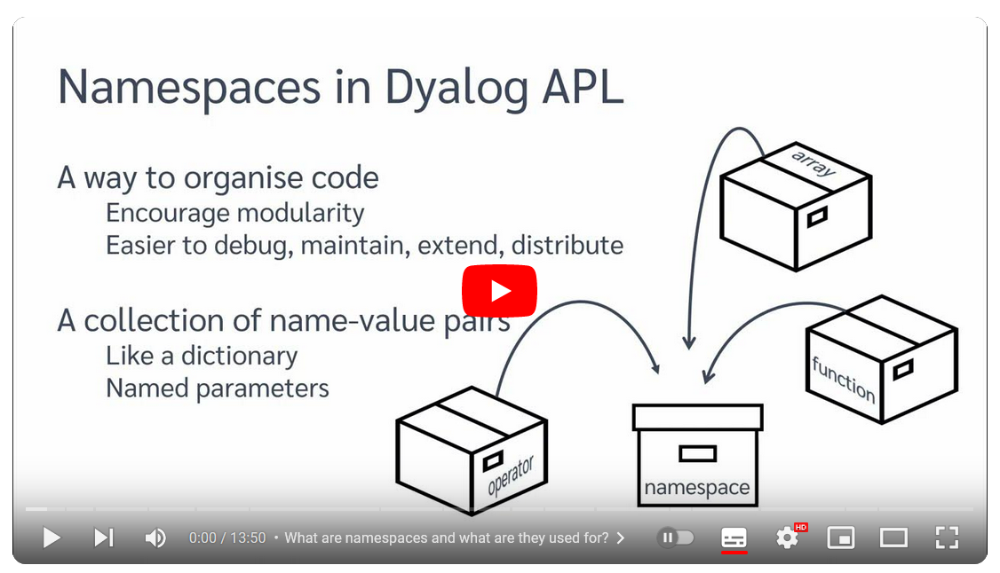 Namespaces in Dyalog APL
A way to organise code
Encourage modularity
Easier to debug, maintain, extend, distribute
A collection of name-value pairs
Like a dictionary
Named parameters
array
function
operator
namespace
0:00 / 13:50 • What are namespaces and what are they used for?
HD